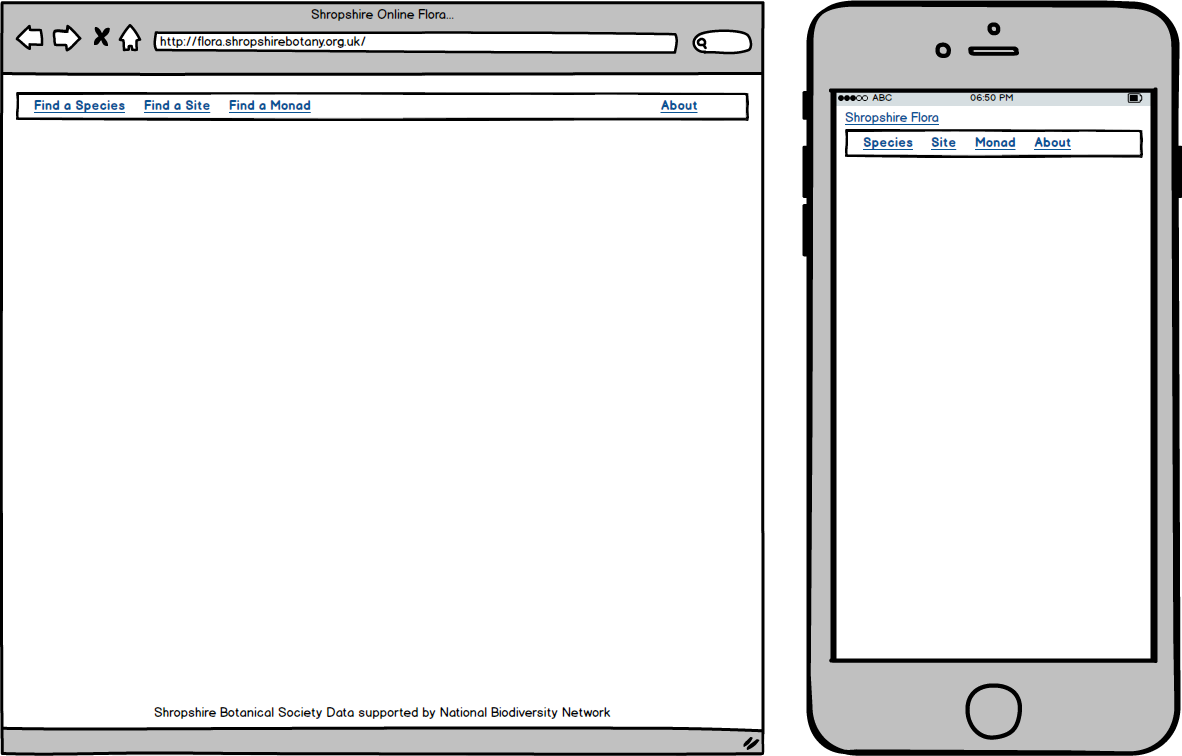 Shropshire Online Flora...
http://flora.shropshirebotany.org.uk/
Find a Species Find a Site Find a Monad About
Shropshire Botanical Society Data supported by National Biodiversity Network
ABC 06:50 PM
Shropshire Flora
Species Site Monad About